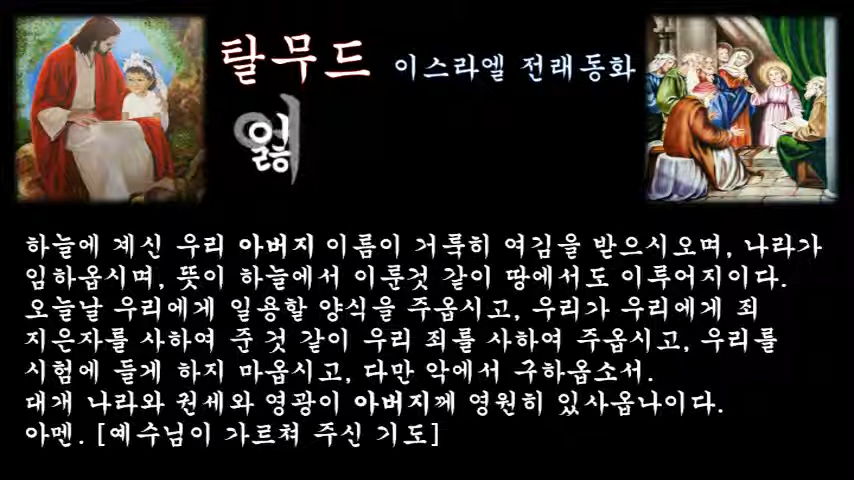 탈무드 이스라엘 전래동화
하늘에 계신 우리 아버지 이름이 거룩히 여김을 받으시오며, 나라가
임하옵시며, 뜻이 하늘에서 이룬것 같이 땅에서도 이루어지이다.
오늘날 우리에게 일용할 양식을 주옵시고, 우리가 우리에게 죄
지은자를 사하여 준 것 같이 우리 죄를 사하여 주옵시고, 우리를
시험에 들게 하지 마옵시고, 다만 악에서 구하옵소서.
대개 나라와 권세와 영광이 아버지께 영원히 있사옵나이다.
아멘. [예수님이 가르쳐 주신 기도]